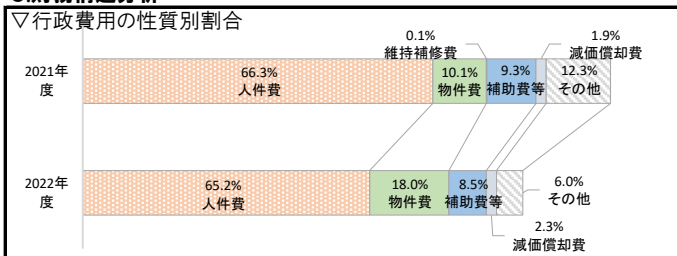 ▽行政費用の性質別割合
0.1%
維持補修費
1.9%
減価償却費
2021年度
66.3%
人件費
10.1%
物件費
9.3%
補助費等
12.3%
その他
2022年度
65.2%
人件費
18.0%
物件費
8.5%
補助費等
6.0%
その他
2.3%
減価償却費